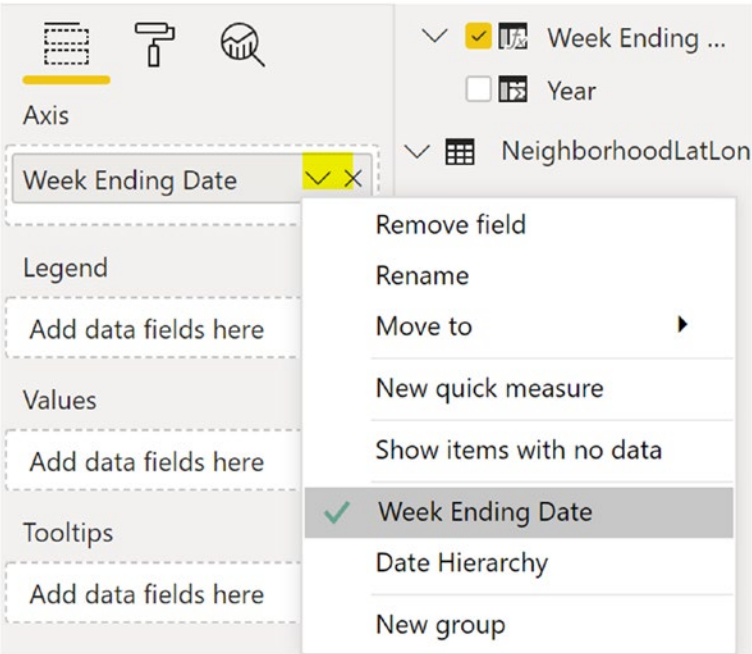 Week Ending ...
Year
NeighborhoodLatLon
Axis
Week Ending Date
Legend
Add data fields here
Values
Add data fields here
Tooltips
Add data fields here
Remove field
Rename
Move to
New quick measure
Show items with no data
Week Ending Date
Date Hierarchy
New group